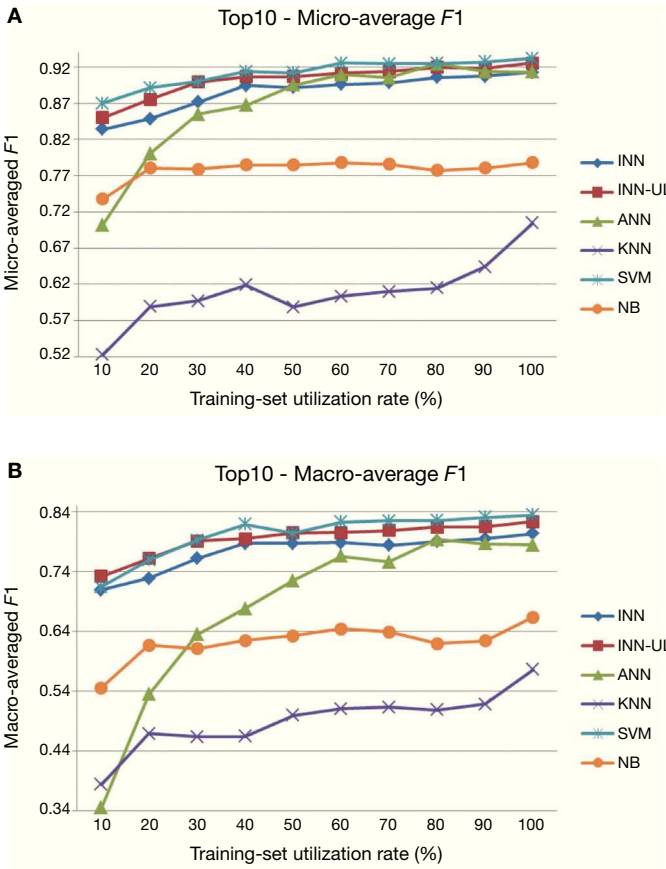 A
Top10 - Micro-average F1
Micro-averaged F1
0.92
0.87
0.82
0.77
0.72
0.67
0.62
0.57
0.52
10 20 30 40 50 60 70 80 90 100
Training-set utilization rate (%)
INN
INN-UL
ANN
KNN
SVM
NB
B
Top10 - Macro-average F1
Macro-averaged F1
0.84
0.74
0.64
0.54
0.44
0.34
10 20 30 40 50 60 70 80 90 100
Training-set utilization rate (%)
INN
INN-UL
ANN
KNN
SVM
NB